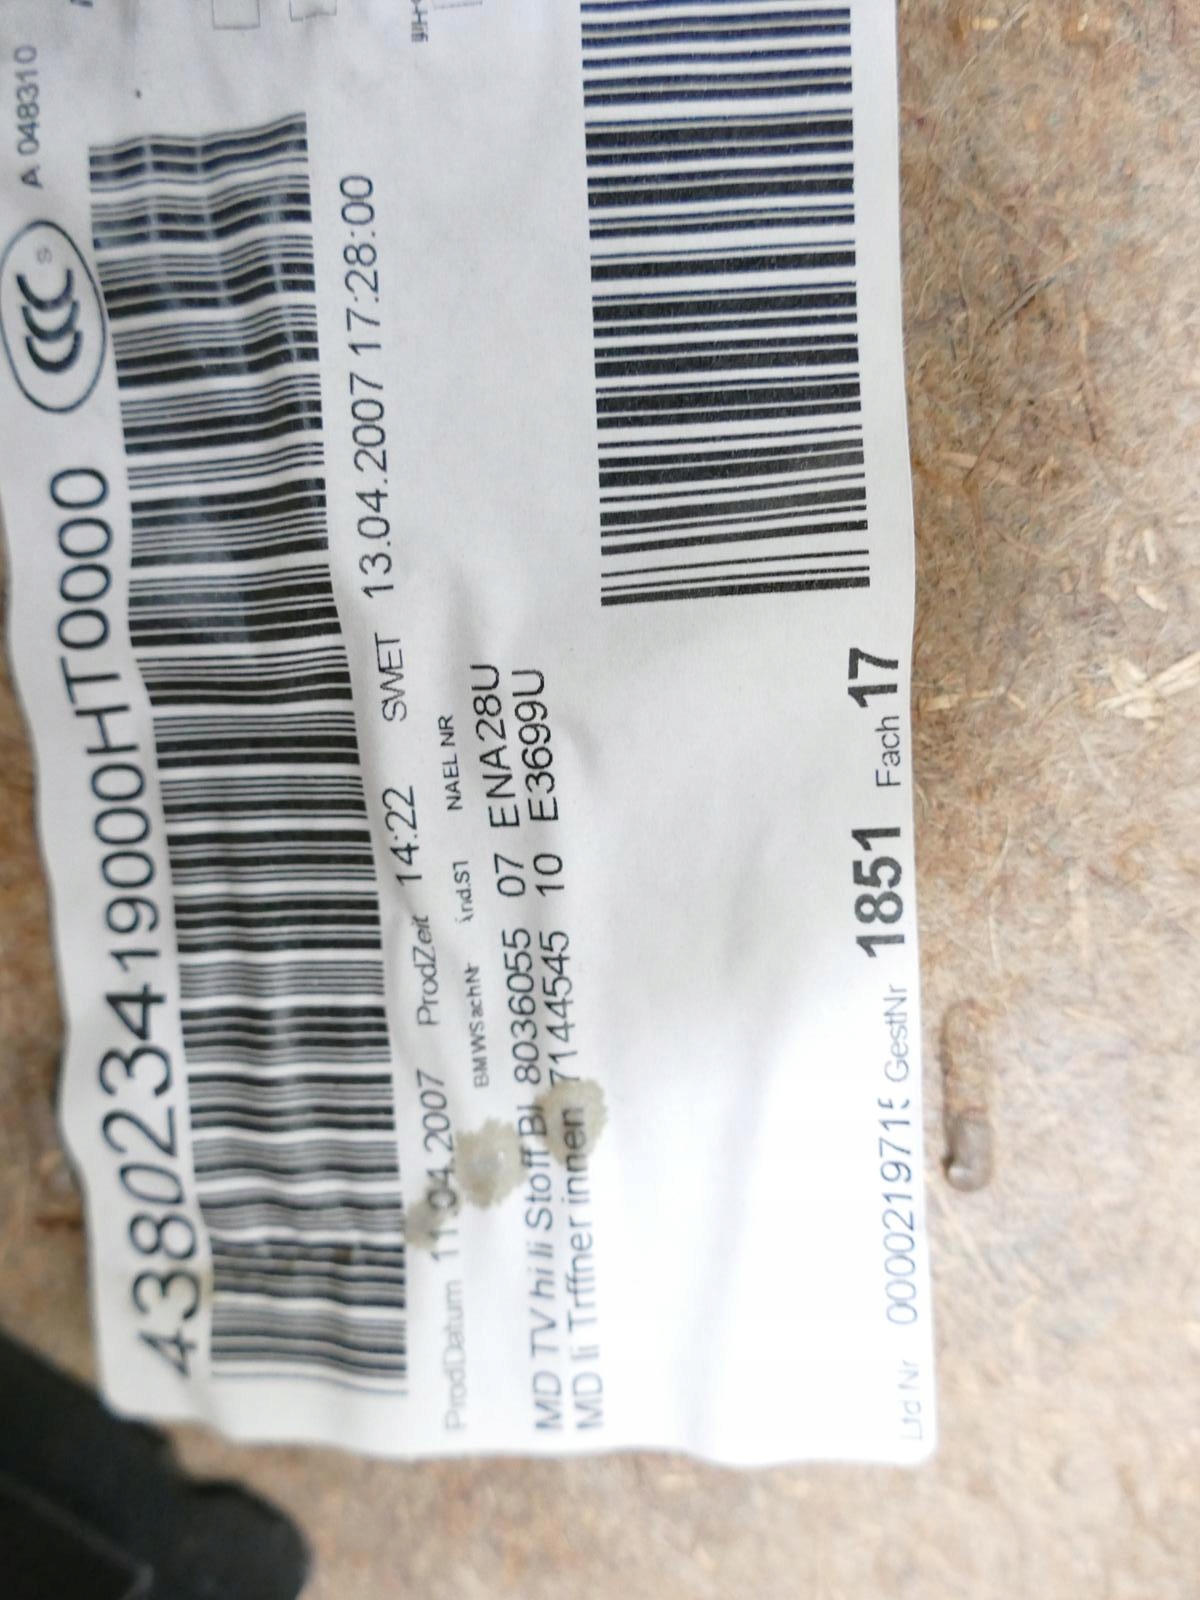 438023419000HT0000
A 048310
CCC S
ProdDatum 11.04.2007 ProdZeit 14:22 SWET 13.04.2007 17:28:00
BMWSachNr Ind.ST NAEL NR
MD TV hi li Stoff Bl 8036055 07 ENA28U
MD li Trffner innen 7144545 10 E3699U
Lfd Nr 000021971 GestNr 1851 Fach 17